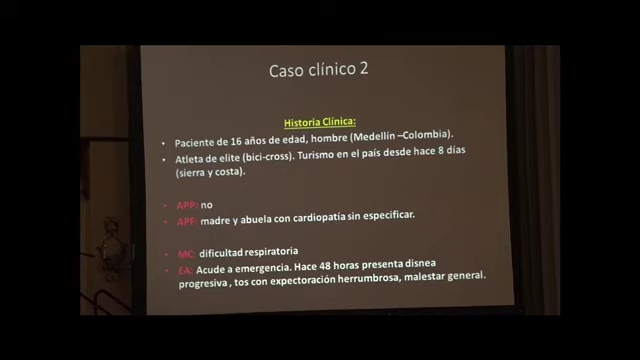 Caso clínico 2
Historia Clínica:
• Paciente de 16 años de edad, hombre (Medellín –Colombia).
• Atleta de elite (bici-cross). Turismo en el país desde hace 8 días
(sierra y costa).
• APP: no
• APF: madre y abuela con cardiopatía sin especificar.
• MC: dificultad respiratoria
• EA: Acude a emergencia. Hace 48 horas presenta disnea
progresiva , tos con expectoración herrumbrosa, malestar general.